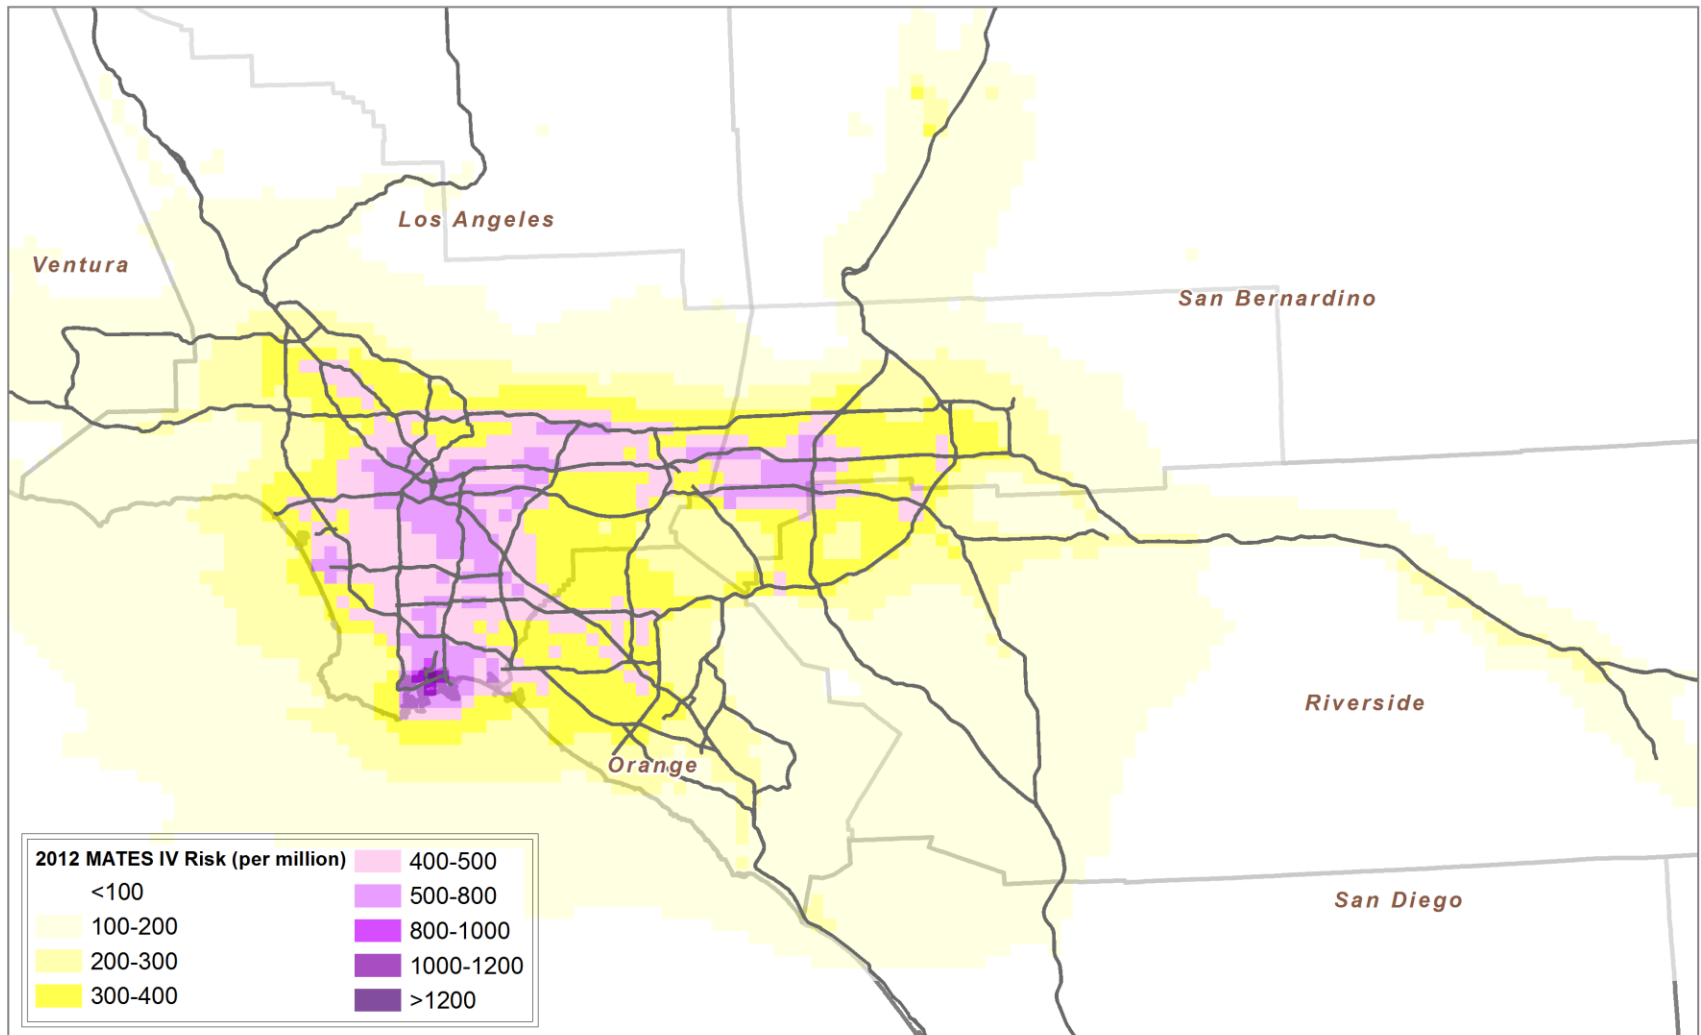 Los Angeles
Ventura
San Bernardino
Riverside
Orange
San Diego
2012 MATES IV Risk (per million)
<100
100-200
200-300
300-400
400-500
500-800
800-1000
1000-1200
>1200